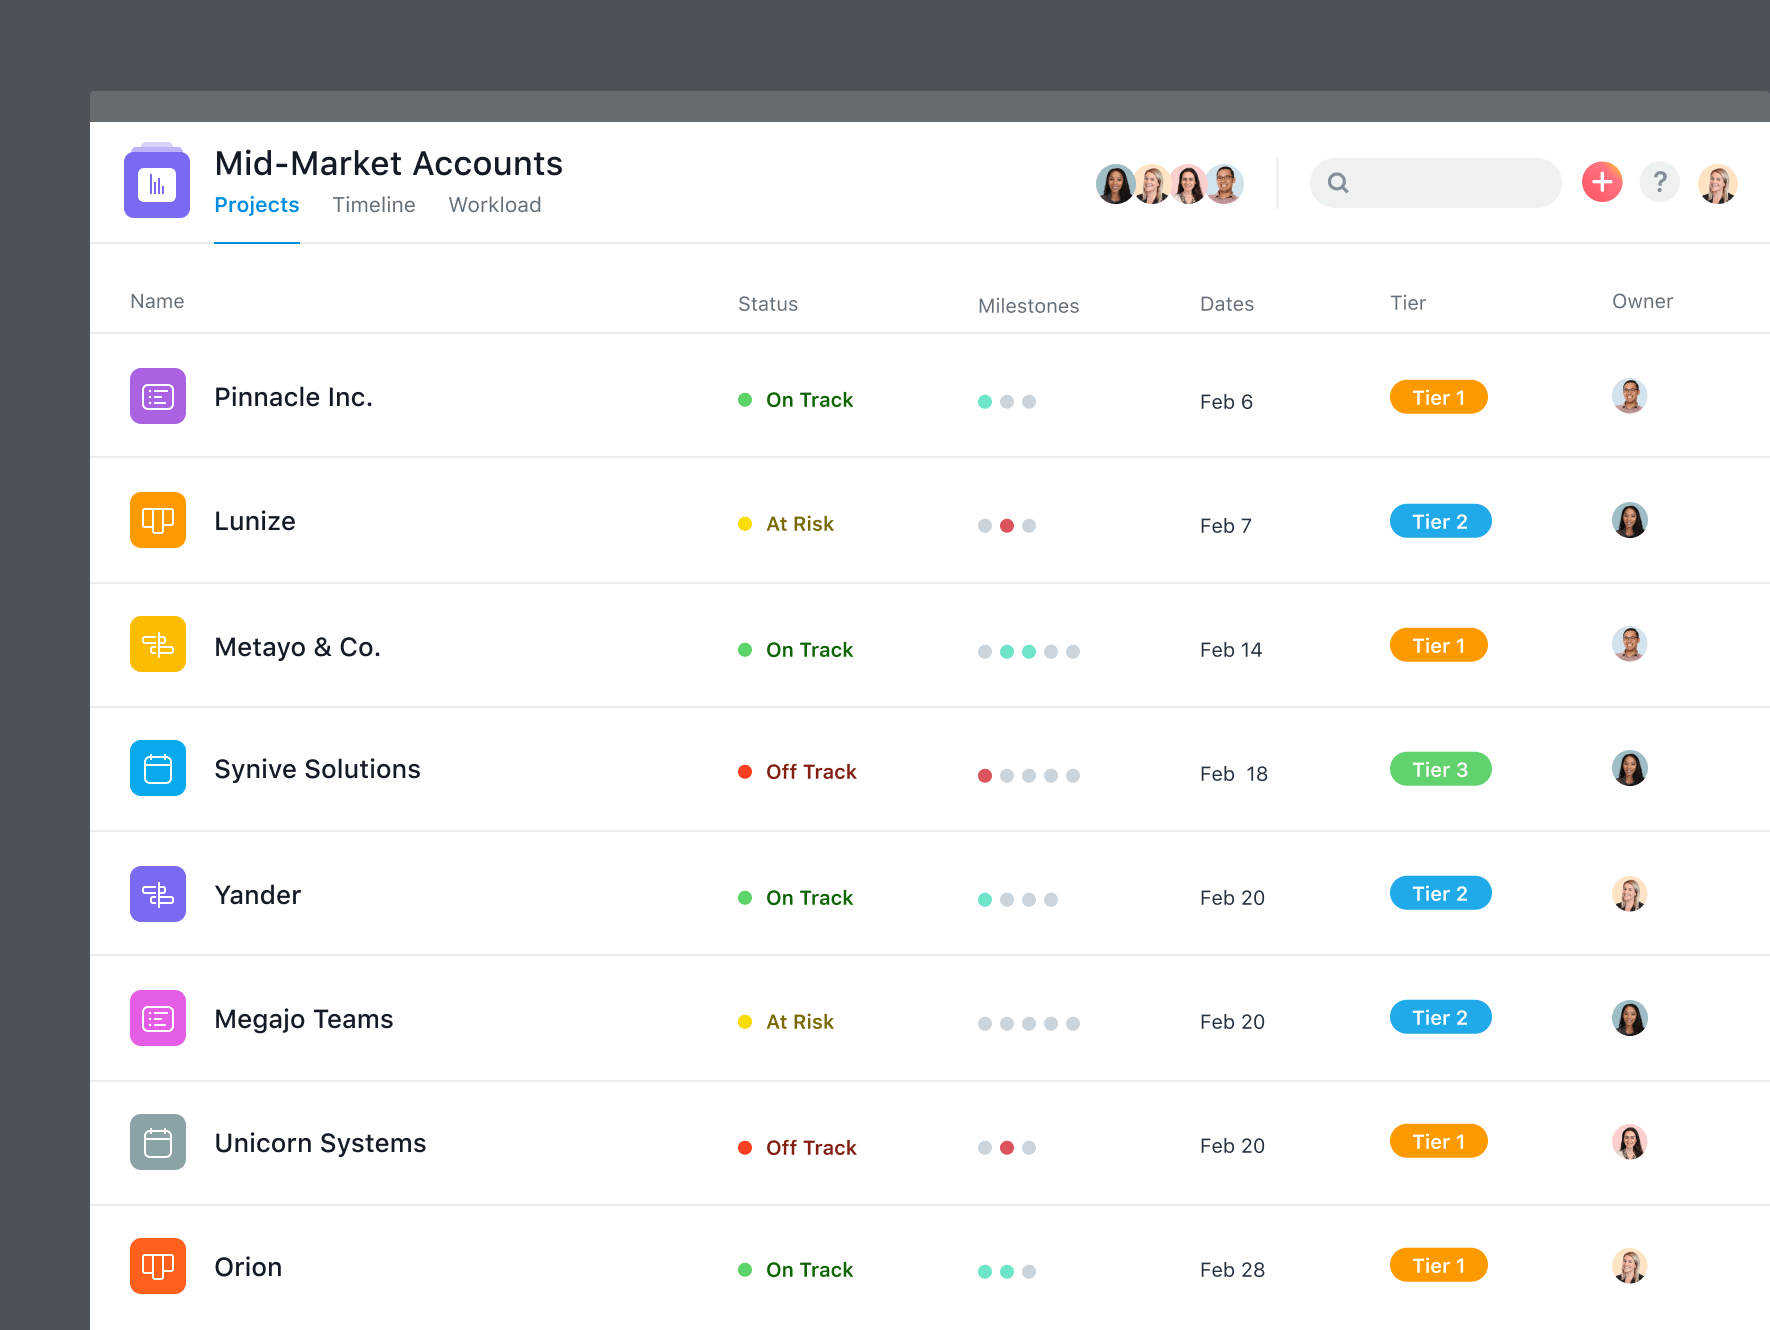 Mid-Market Accounts
Projects Timeline Workload
?
Name Status Milestones Dates Tier Owner
Pinnacle Inc. On Track Feb 6 Tier 1
Lunize At Risk Feb 7 Tier 2
Metayo & Co. On Track Feb 14 Tier 1
Synive Solutions Off Track Feb 18 Tier 3
Yander On Track Feb 20 Tier 2
Megajo Teams At Risk Feb 20 Tier 2
Unicorn Systems Off Track Feb 20 Tier 1
Orion On Track Feb 28 Tier 1